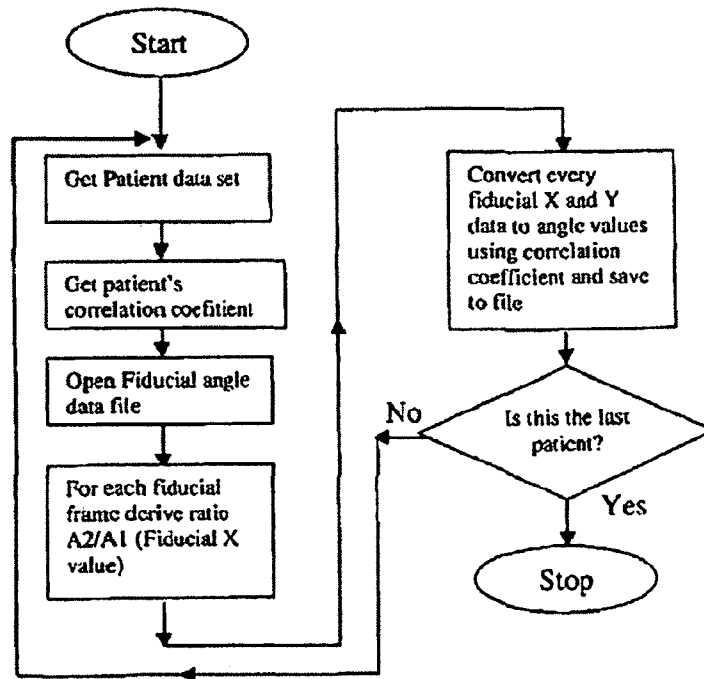 Start
Get Patient data set
Get patient's
correlation coefitient
Open Fiducial angle
data file
For each fiducial
frame derive ratio
A2/A1 (Fiducial X
value)
Convert every
fiducial X and Y
data to angle values
using correlation
coefficient and save
to file
Is this the last
patient?
No
Yes
Stop